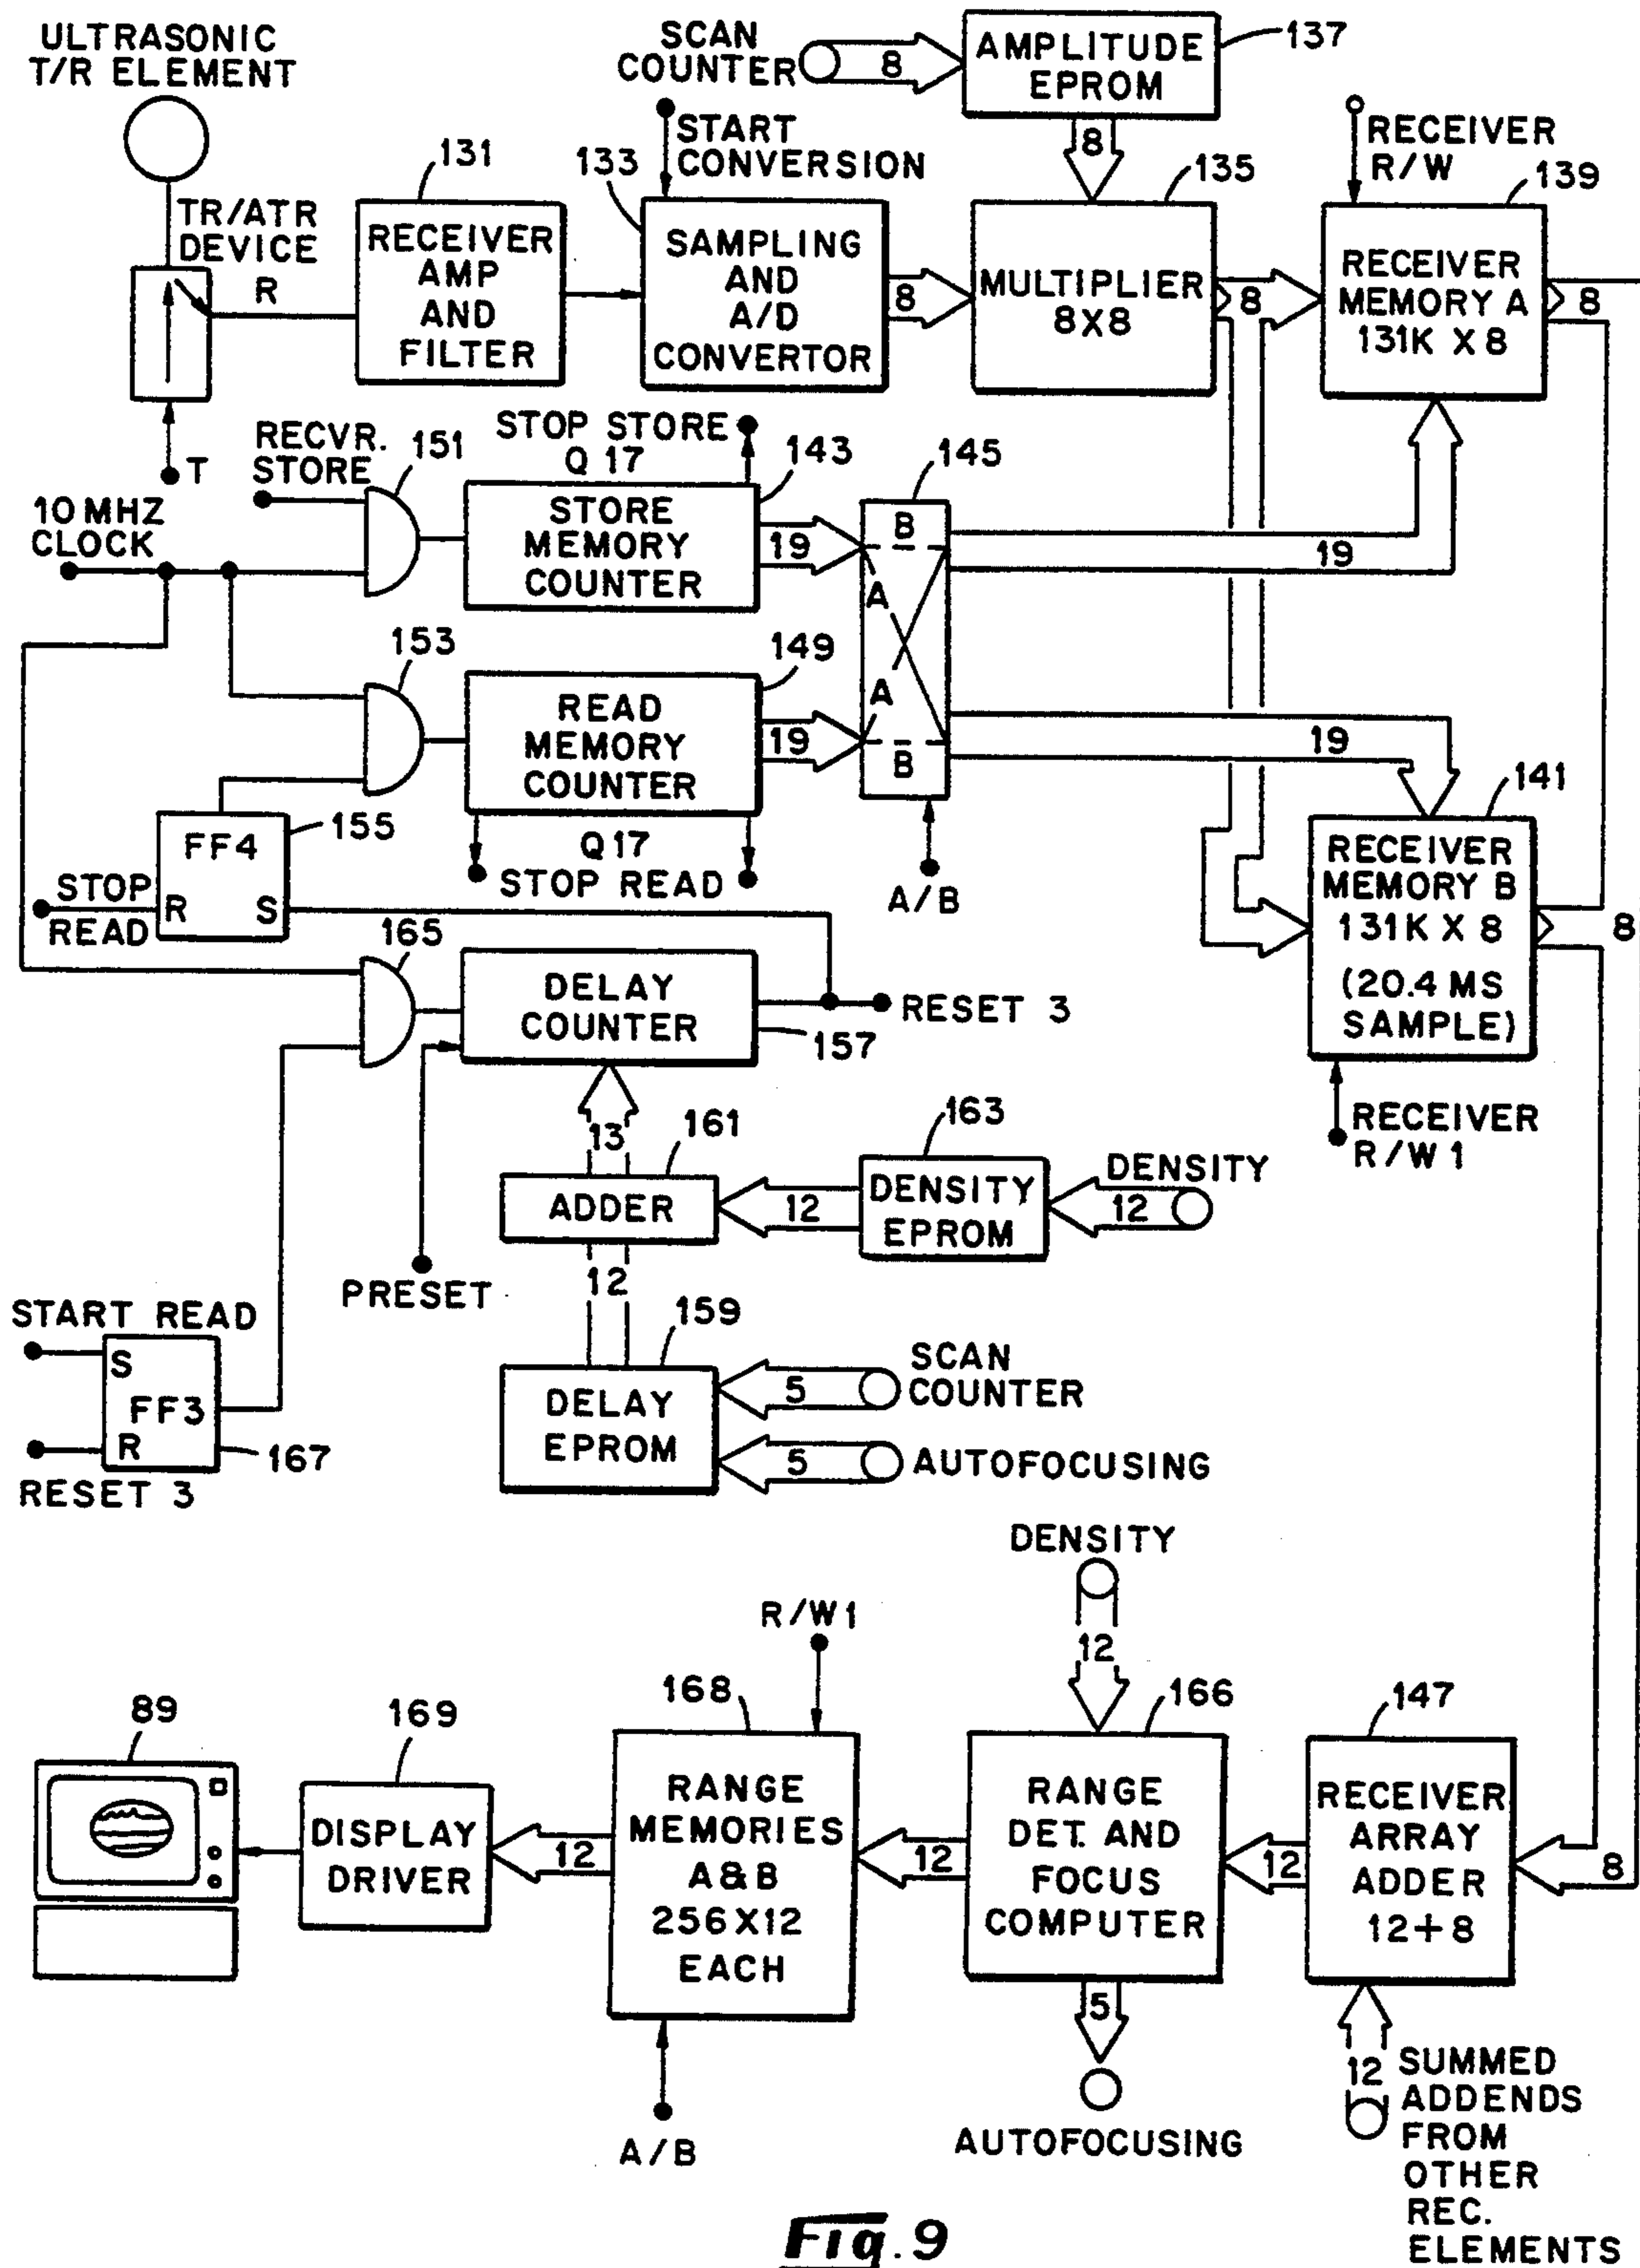 ULTRASONIC
T/R ELEMENT
SCAN
COUNTER
8
AMPLITUDE
EPROM
137
START
CONVERSION
8
131
133
135
RECEIVER
R/W
139
TR/ATR
DEVICE
R
RECEIVER
AMP
AND
FILTER
SAMPLING
AND
A/D
CONVERTOR
8
MULTIPLIER
8X8
8
RECEIVER
MEMORY A
131K X 8
8
T
RECVR.
STORE
151
STOP STORE
Q 17
143
145
10 MHZ
CLOCK
STORE
MEMORY
COUNTER
19
B
A
19
153
149
READ
MEMORY
COUNTER
19
A
B
19
FF4
155
R
S
STOP
READ
Q 17
STOP READ
A/B
141
RECEIVER
MEMORY B
131K X 8
(20.4 MS
SAMPLE)
8
165
DELAY
COUNTER
RESET 3
157
RECEIVER
R/W 1
13
161
163
ADDER
12
DENSITY
EPROM
DENSITY
12
PRESET
12
159
START READ
S
FF3
R
167
RESET 3
DELAY
EPROM
5
SCAN
COUNTER
5
AUTOFOCUSING
DENSITY
12
R/W 1
89
169
168
166
147
DISPLAY
DRIVER
12
RANGE
MEMORIES
A & B
256X12
EACH
12
RANGE
DET. AND
FOCUS
COMPUTER
12
RECEIVER
ARRAY
ADDER
12+8
8
A/B
5
AUTOFOCUSING
12
SUMMED
ADDENDS
FROM
OTHER
REC.
ELEMENTS
Fig. 9